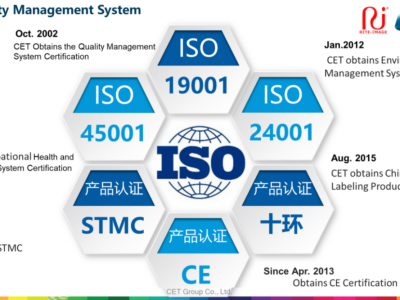 ty Management System
RITE-IMAGE
Oct. 2002
CET Obtains the Quality Management
System Certification
Jan.2012
CET obtains Envi
Management Sys
ISO
19001
ISO
45001
ISO
24001
ISO
ational Health and
System Certification
Aug. 2015
CET obtains Chi
Labeling Produc
产品认证
STMC
产品认证
十环
产品认证
CE
STMC
Since Apr. 2013
Obtains CE Certification
CET Group Co., Ltd.